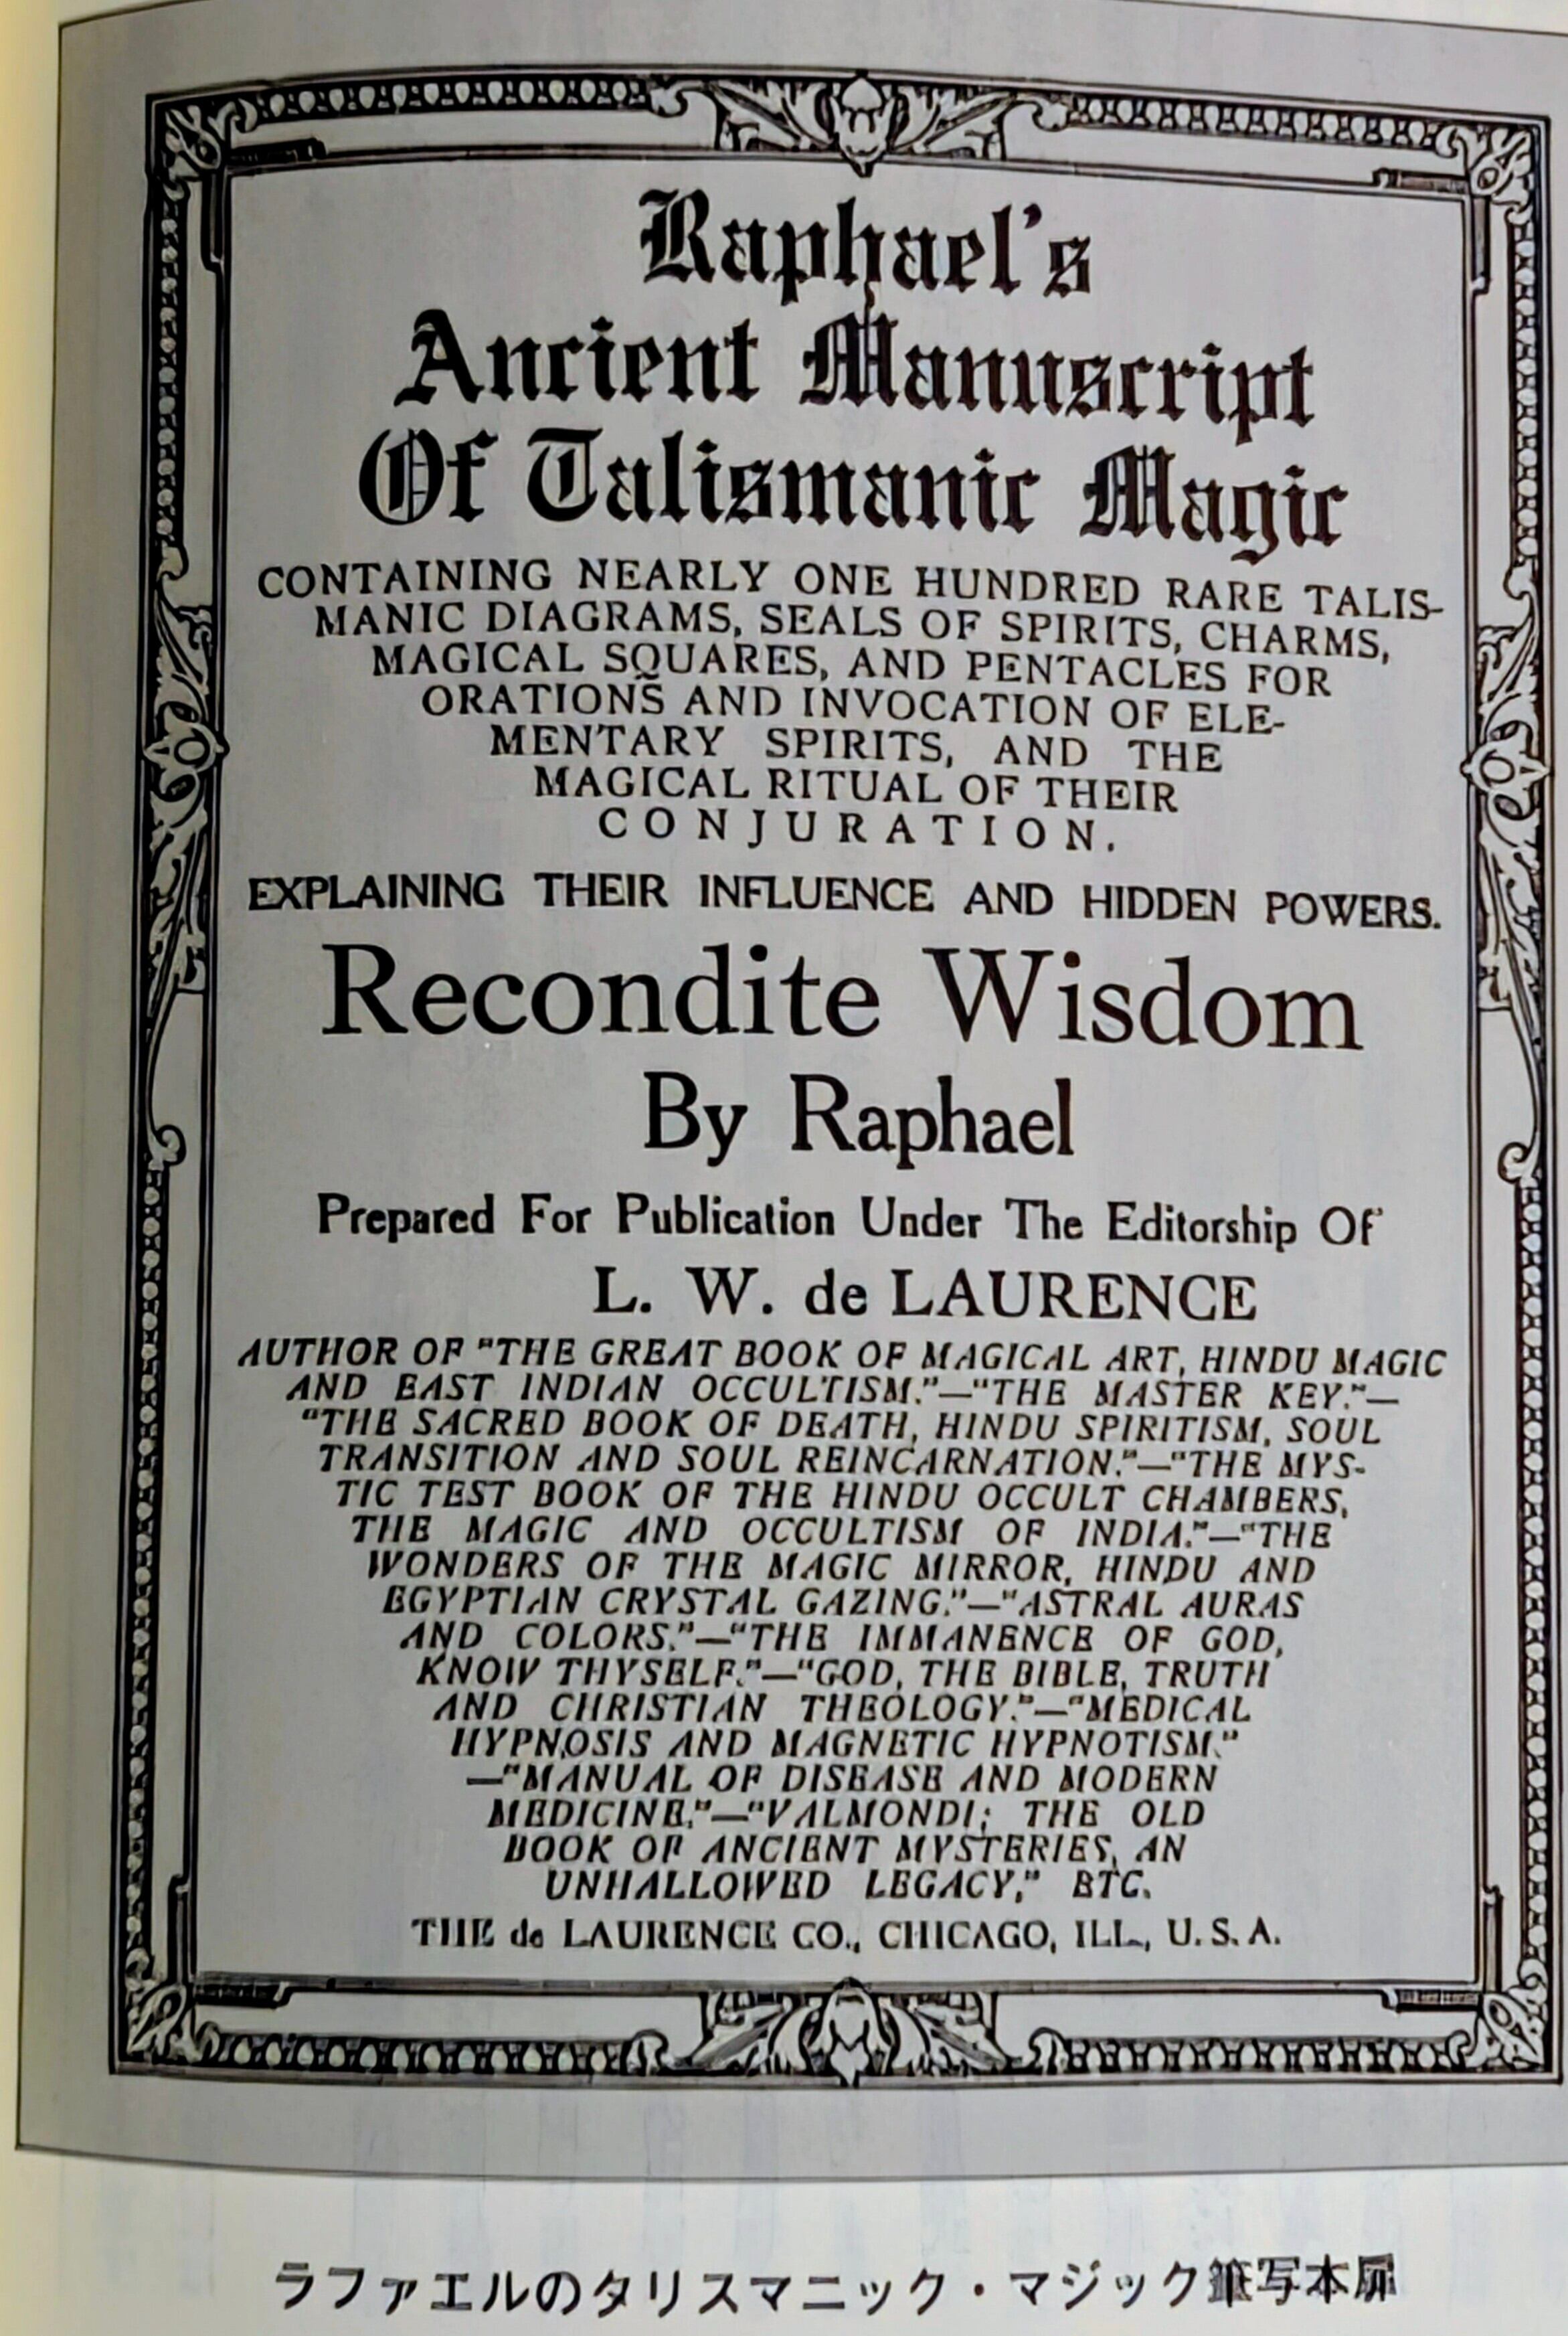 Raphael's
Ancient Manuscript
Of Talismanic Magic
CONTAINING NEARLY ONE HUNDRED RARE TALIS-
MANIC DIAGRAMS, SEALS OF SPIRITS, CHARMS,
MAGICAL SQUARES, AND PENTACLES FOR
ORATIONS AND INVOCATION OF ELE-
MENTARY SPIRITS, AND THE
MAGICAL RITUAL OF THEIR
CONJURATION.
EXPLAINING THEIR INFLUENCE AND HIDDEN POWERS.
Recondite Wisdom
By Raphael
Prepared For Publication Under The Editorship Of
L. W. de LAURENCE
AUTHOR OF "THE GREAT BOOK OF MAGICAL ART, HINDU MAGIC
AND EAST INDIAN OCCULTISM."—"THE MASTER KEY."—
"THE SACRED BOOK OF DEATH, HINDU SPIRITISM, SOUL
TRANSITION AND SOUL REINCARNATION."—"THE MYS-
TIC TEST BOOK OF THE HINDU OCCULT CHAMBERS,
THE MAGIC AND OCCULTISM OF INDIA."—"THE
WONDERS OF THE MAGIC MIRROR, HINDU AND
EGYPTIAN CRYSTAL GAZING."—"ASTRAL AURAS
AND COLORS."—"THE IMMANENCE OF GOD,
KNOW THYSELF."—"GOD, THE BIBLE, TRUTH
AND CHRISTIAN THEOLOGY."—"MEDICAL
HYPNOSIS AND MAGNETIC HYPNOTISM."
—"MANUAL OF DISEASE AND MODERN
MEDICINE."—"VALMONDI; THE OLD
BOOK OF ANCIENT MYSTERIES, AN
UNHALLOWED LEGACY," ETC.
THE de LAURENCE CO., CHICAGO, ILL., U. S. A.
ラファエルのタリスマニック・マジック筆写本扉